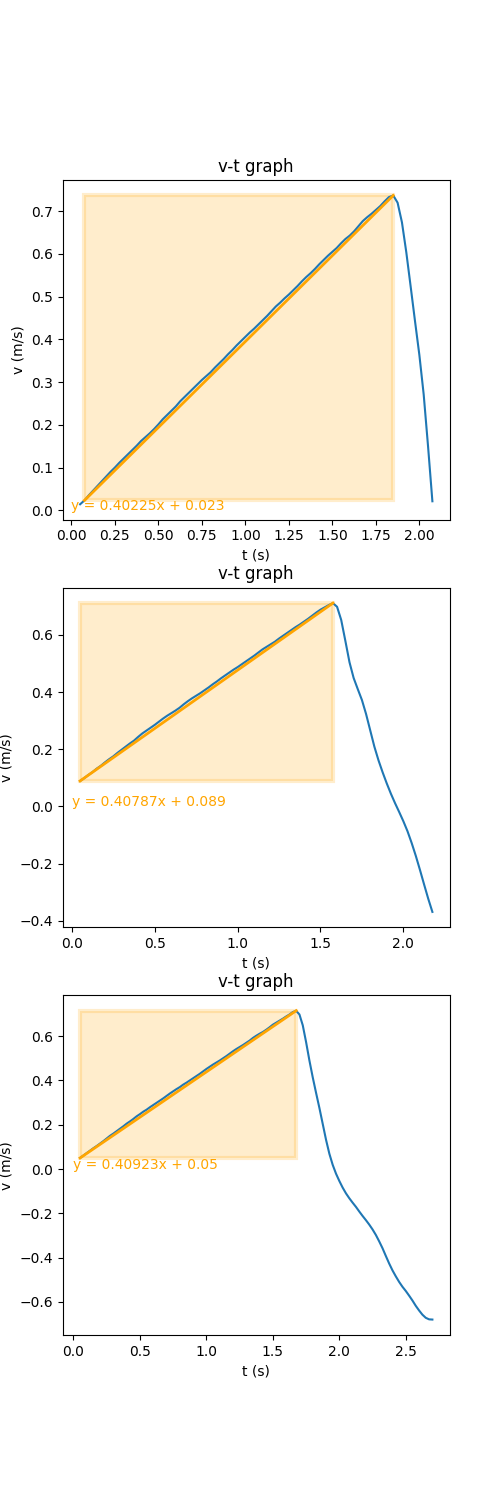 v-t graph
v (m/s)
0.7
0.6
0.5
0.4
0.3
0.2
0.1
0.0
y = 0.40225x + 0.023
0.00 0.25 0.50 0.75 1.00 1.25 1.50 1.75 2.00
t (s)
v-t graph
v (m/s)
0.6
0.4
0.2
0.0
−0.2
−0.4
y = 0.40787x + 0.089
0.0 0.5 1.0 1.5 2.0
t (s)
v-t graph
v (m/s)
0.6
0.4
0.2
0.0
−0.2
−0.4
−0.6
y = 0.40923x + 0.05
0.0 0.5 1.0 1.5 2.0 2.5
t (s)